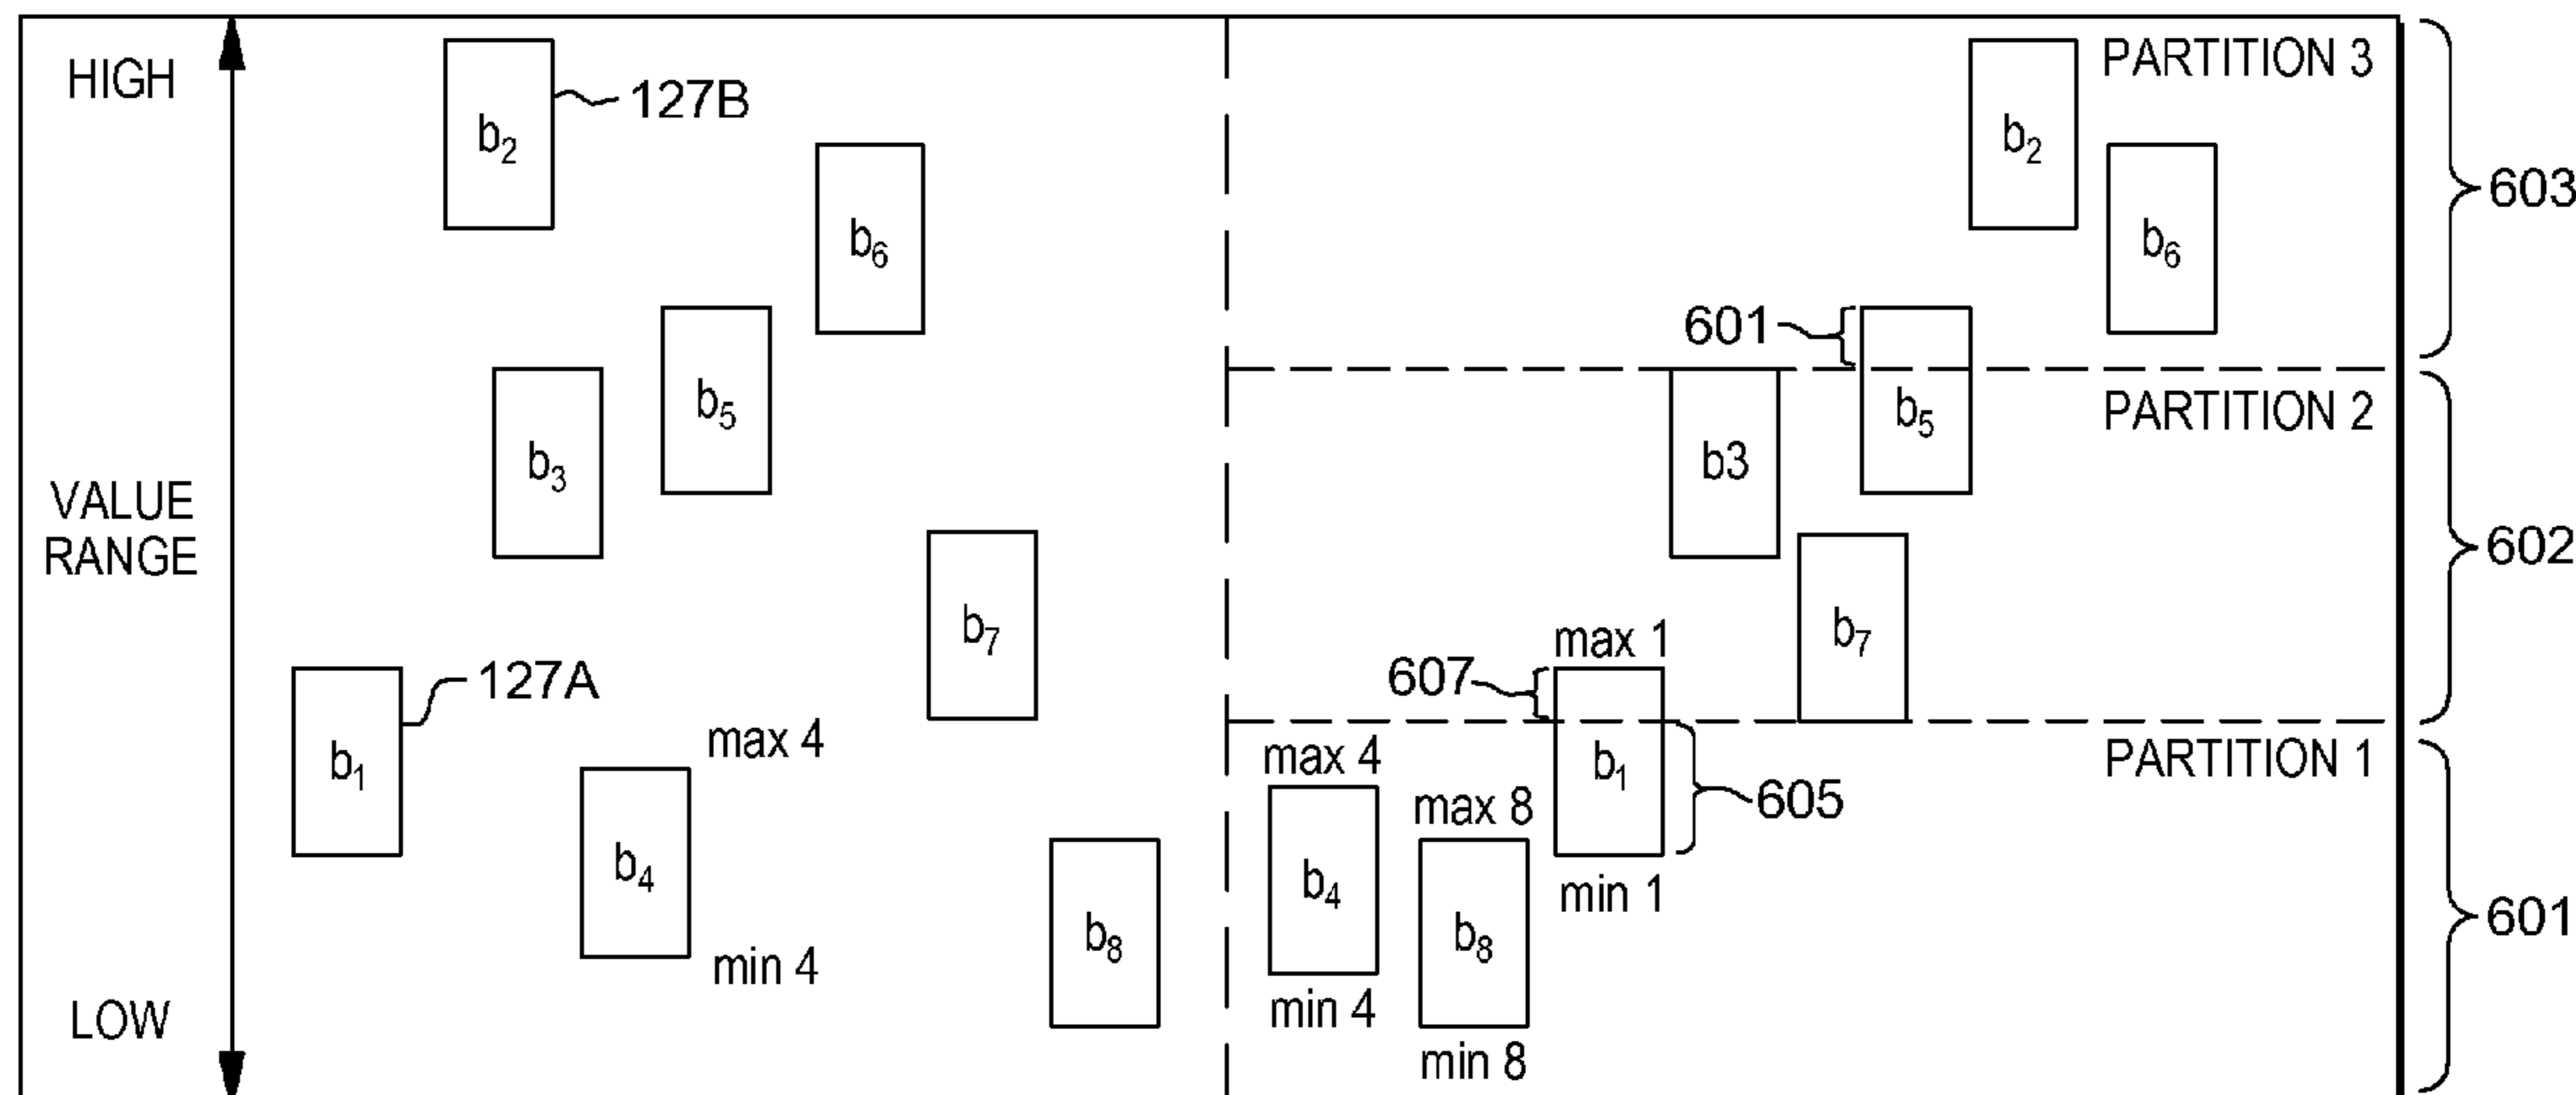 HIGH
VALUE
RANGE
LOW
b₂
127B
b₆
b₅
b₃
b₇
b₁
127A
max 4
b₄
min 4
b₈
PARTITION 3
b₂
b₆
603
601
PARTITION 2
b₅
b3
602
b₇
max 1
607
b₁
605
min 1
PARTITION 1
max 4
b₄
min 4
max 8
b₈
min 8
601